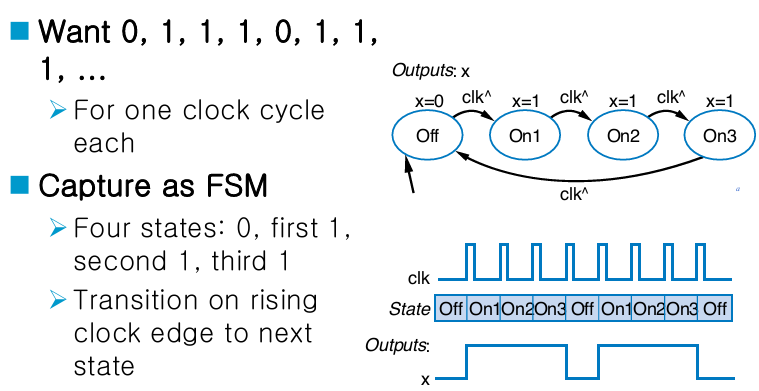 Want 0, 1, 1, 1, 0, 1, 1,
1, ...
For one clock cycle
each
Capture as FSM
Four states: 0, first 1,
second 1, third 1
Transition on rising
clock edge to next
state
Outputs: x
x=0 clk^ x=1 clk^ x=1 clk^ x=1
Off On1 On2 On3
clk^
a
clk
State Off On1 On2 On3 Off On1 On2 On3 Off
Outputs:
x